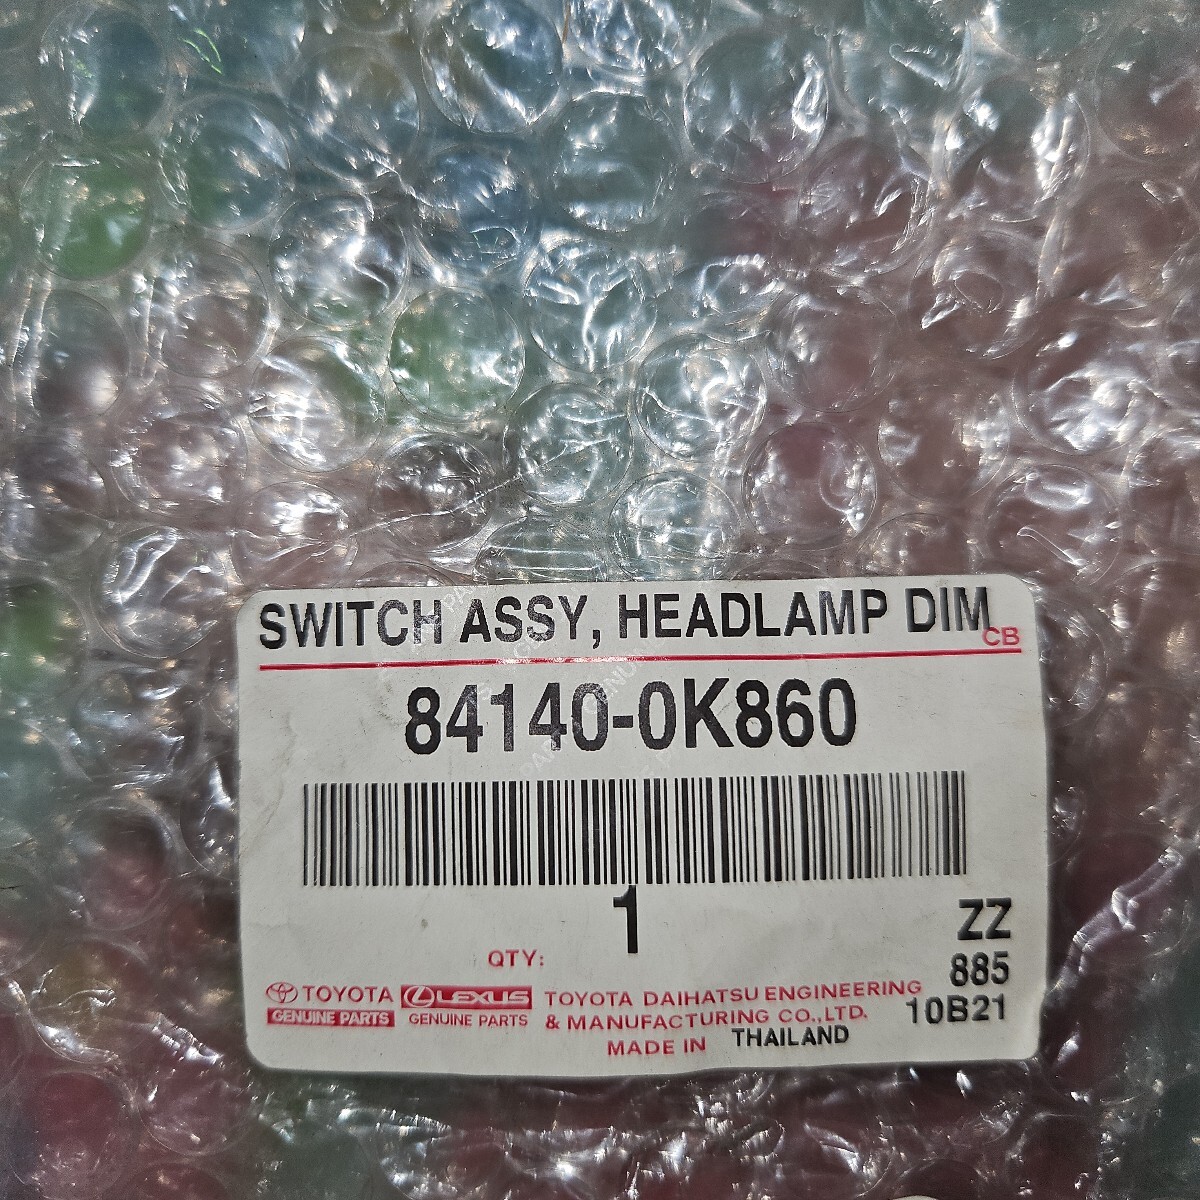 SWITCH ASSY, HEADLAMP DIM
CB
84140-0K860
1
QTY:
ZZ
885
10B21
TOYOTA
GENUINE PARTS
LEXUS
GENUINE PARTS
TOYOTA DAIHATSU ENGINEERING
& MANUFACTURING CO.,LTD.
MADE IN THAILAND